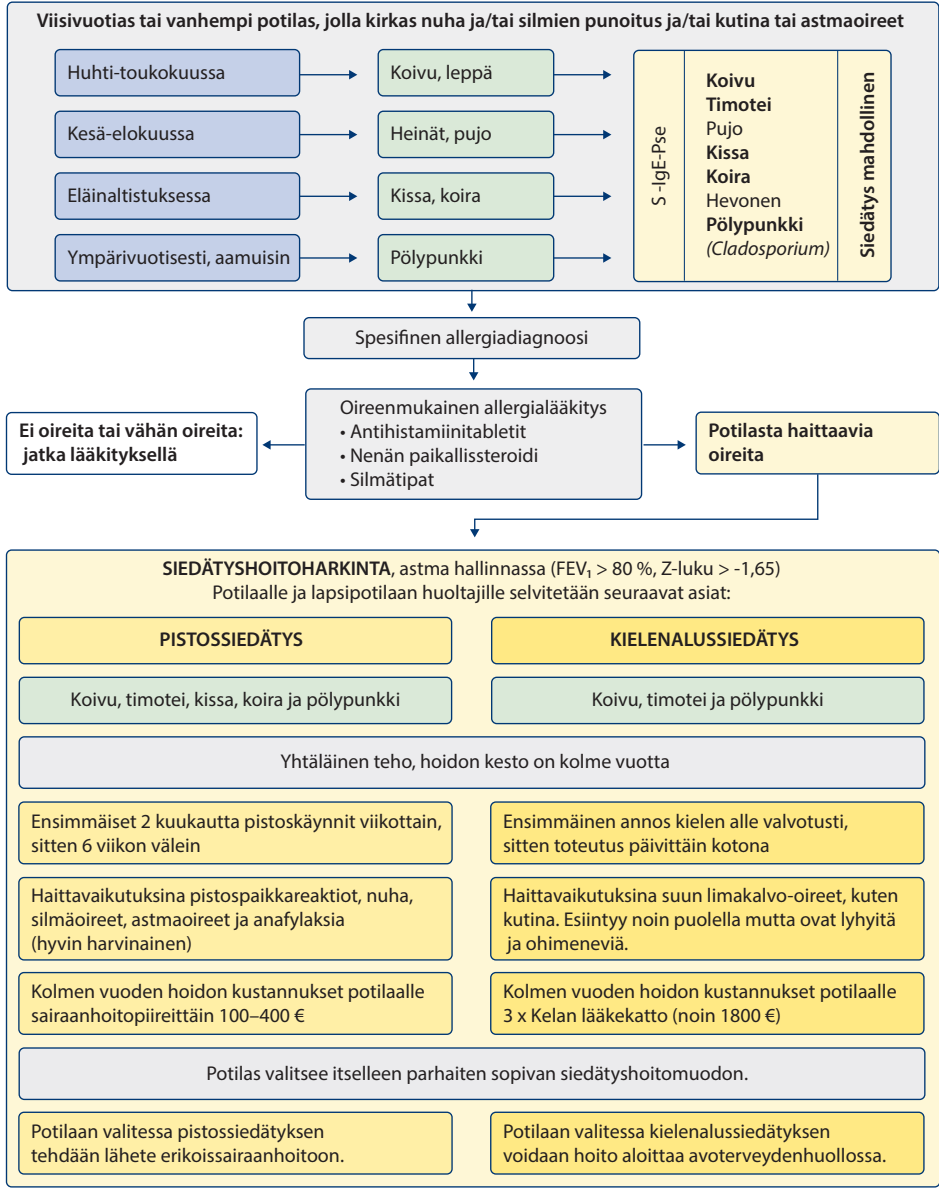 Viisivuotias tai vanhempi potilas, jolla kirkas nuha ja/tai silmien punoitus ja/tai kutina tai astmaoireet
Huhti-toukokuussa
Koivu, leppä
Kesä-elokuussa
Heinät, pujo
Eläinaltistuksessa
Kissa, koira
Ympärivuotisesti, aamuisin
Pölypunkki
S -IgE-Pse
Koivu
Timotei
Pujo
Kissa
Koira
Hevonen
Pölypunkki
(Cladosporium)
Siedätys mahdollinen
Spesifinen allergiadiagnoosi
Oireenmukainen allergialääkitys
• Antihistamiinitabletit
• Nenän paikallissteroidi
• Silmätipat
Ei oireita tai vähän oireita:
jatka lääkityksellä
Potilasta haittaavia
oireita
SIEDÄTYSHOITOHARKINTA, astma hallinnassa (FEV₁ > 80 %, Z-luku > -1,65)
Potilaalle ja lapsipotilaan huoltajille selvitetään seuraavat asiat:
PISTOSSIEDÄTYS
KIELENALUSSIEDÄTYS
Koivu, timotei, kissa, koira ja pölypunkki
Koivu, timotei ja pölypunkki
Yhtäläinen teho, hoidon kesto on kolme vuotta
Ensimmäiset 2 kuukautta pistoskäynnit viikottain,
sitten 6 viikon välein
Ensimmäinen annos kielen alle valvotusti,
sitten toteutus päivittäin kotona
Haittavaikutuksina pistospaikkareaktiot, nuha,
silmäoireet, astmaoireet ja anafylaksia
(hyvin harvinainen)
Haittavaikutuksina suun limakalvo-oireet, kuten
kutina. Esiintyy noin puolella mutta ovat lyhyitä
ja ohimeneviä.
Kolmen vuoden hoidon kustannukset potilaalle
sairaanhoitopiireittäin 100–400 €
Kolmen vuoden hoidon kustannukset potilaalle
3 x Kelan lääkekatto (noin 1800 €)
Potilas valitsee itselleen parhaiten sopivan siedätyshoitomuodon.
Potilaan valitessa pistossiedätyksen
tehdään lähete erikoissairaanhoitoon.
Potilaan valitessa kielenalussiedätyksen
voidaan hoito aloittaa avoterveydenhuollossa.